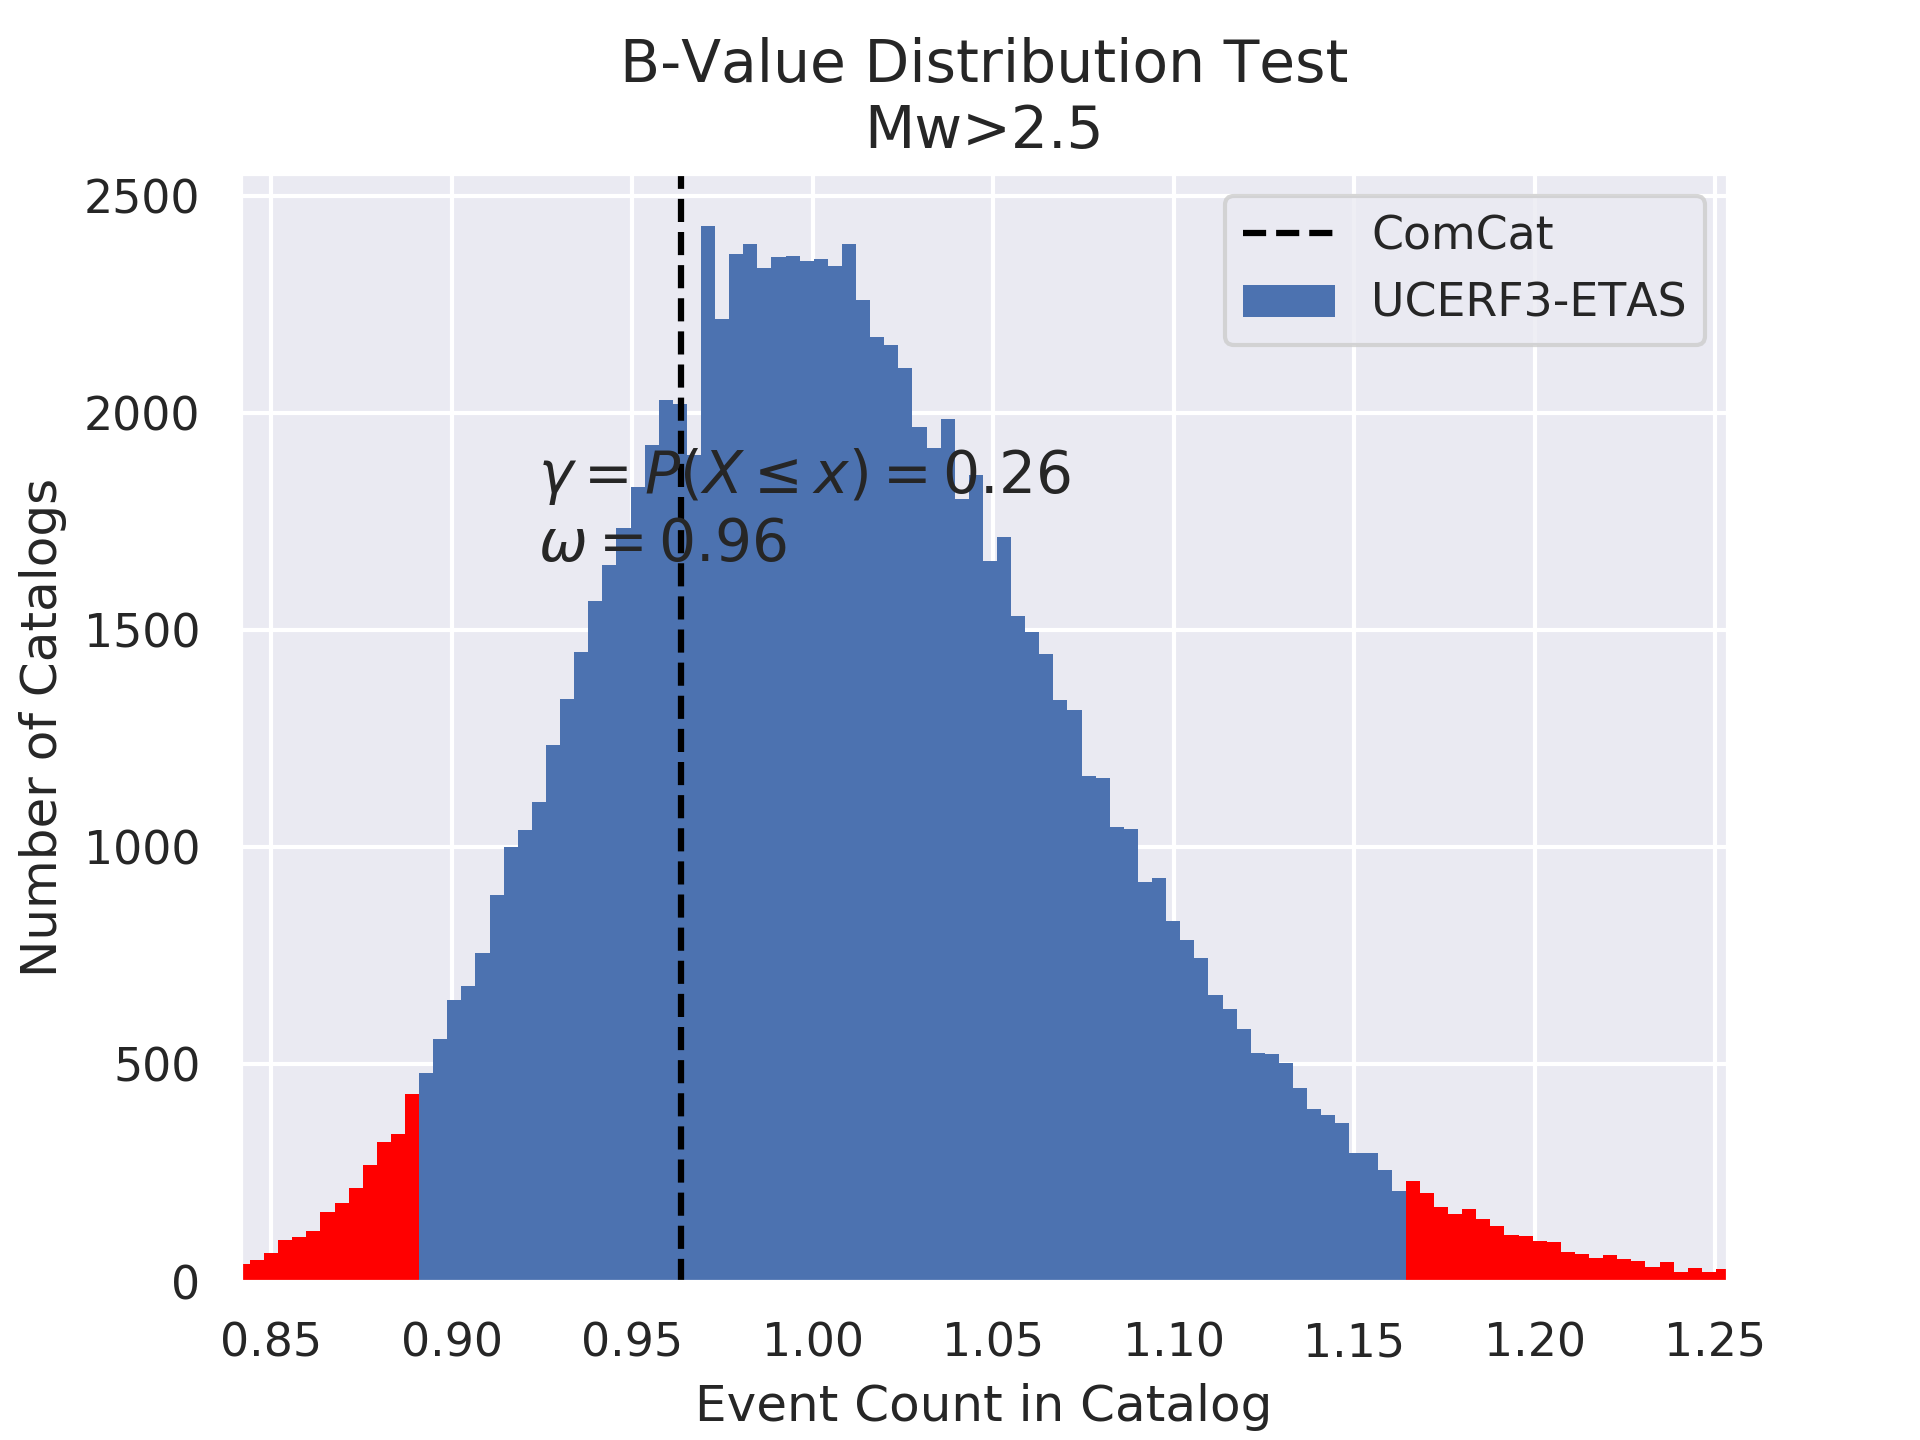 B-Value Distribution Test
Mw>2.5
ComCat
UCERF3-ETAS
γ = P(X ≤ x) = 0.26
ω = 0.96
Number of Catalogs
2500
2000
1500
1000
500
0
0.85 0.90 0.95 1.00 1.05 1.10 1.15 1.20 1.25
Event Count in Catalog